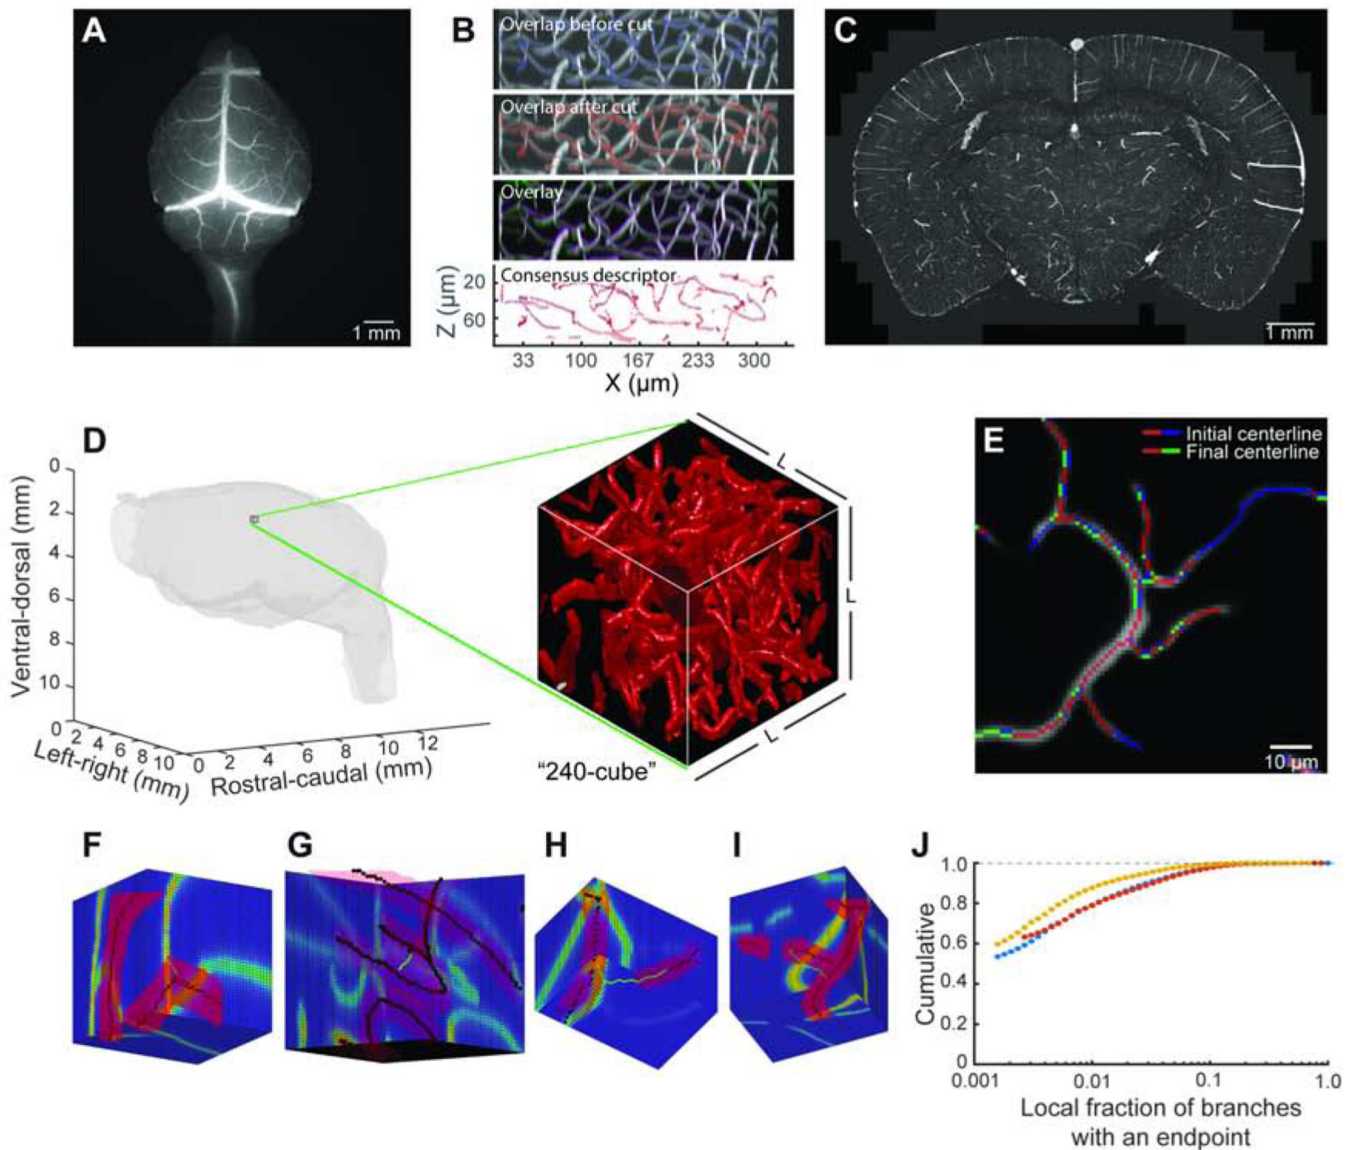 A
1 mm
B
Overlap before cut
Overlap after cut
Overlay
Consensus descriptor
Z (µm)
20
60
33 100 167 233 300
X (µm)
C
1 mm
D
0
2
4
6
8
10
Ventral-dorsal (mm)
0 2 4 6 8 10
Left-right (mm)
0 2 4 6 8 10 12
Rostral-caudal (mm)
L
L
L
“240-cube”
E
Initial centerline
Final centerline
10 µm
F
G
H
I
J
1.0
0.8
0.6
0.4
0.2
0
Cumulative
0.001 0.01 0.1 1.0
Local fraction of branches
with an endpoint